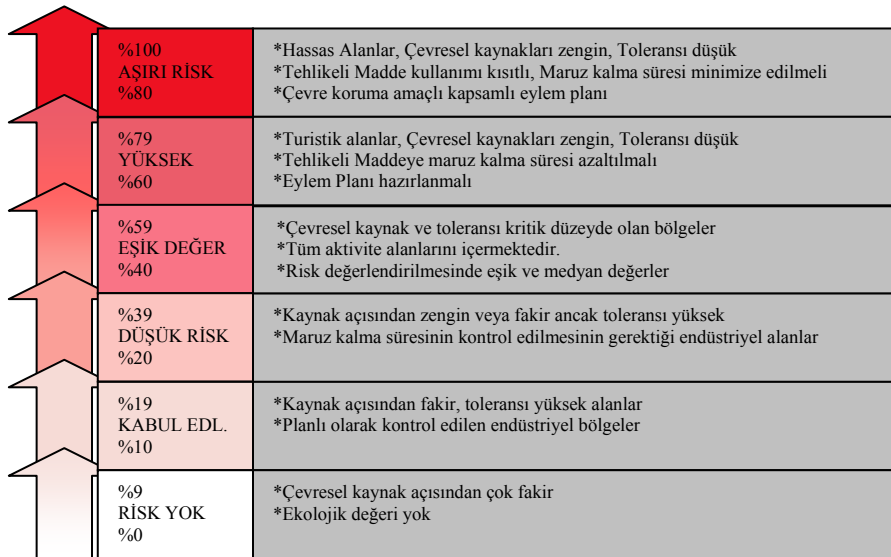 %100
AŞIRI RİSK
%80
*Hassas Alanlar, Çevresel kaynakları zengin, Toleransı düşük
*Tehlikeli Madde kullanımı kısıtlı, Maruz kalma süresi minimize edilmeli
*Çevre koruma amaçlı kapsamlı eylem planı
%79
YÜKSEK
%60
*Turistik alanlar, Çevresel kaynakları zengin, Toleransı düşük
*Tehlikeli Maddeye maruz kalma süresi azaltılmalı
*Eylem Planı hazırlanmalı
%59
EŞİK DEĞER
%40
*Çevresel kaynak ve toleransı kritik düzeyde olan bölgeler
*Tüm aktivite alanlarını içermektedir.
*Risk değerlendirilmesinde eşik ve medyan değerler
%39
DÜŞÜK RİSK
%20
*Kaynak açısından zengin veya fakir ancak toleransı yüksek
*Maruz kalma süresinin kontrol edilmesinin gerektiği endüstriyel alanlar
%19
KABUL EDL.
%10
*Kaynak açısından fakir, toleransı yüksek alanlar
*Planlı olarak kontrol edilen endüstriyel bölgeler
%9
RİSK YOK
%0
*Çevresel kaynak açısından çok fakir
*Ekolojik değeri yok